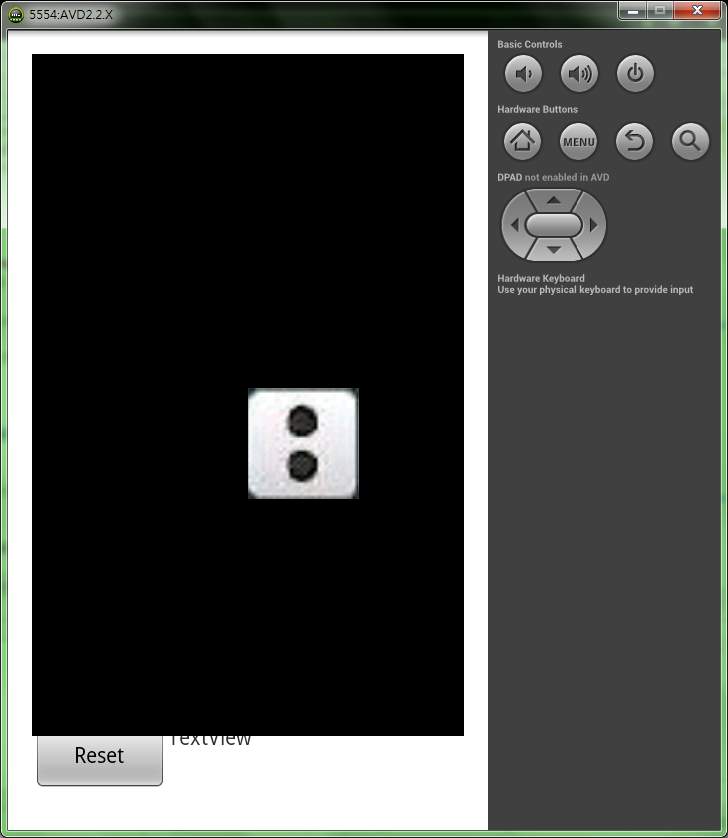 5554:AVD2.2.X
Basic Controls
Hardware Buttons
MENU
DPAD not enabled in AVD
Hardware Keyboard
Use your physical keyboard to provide input
TextView
Reset